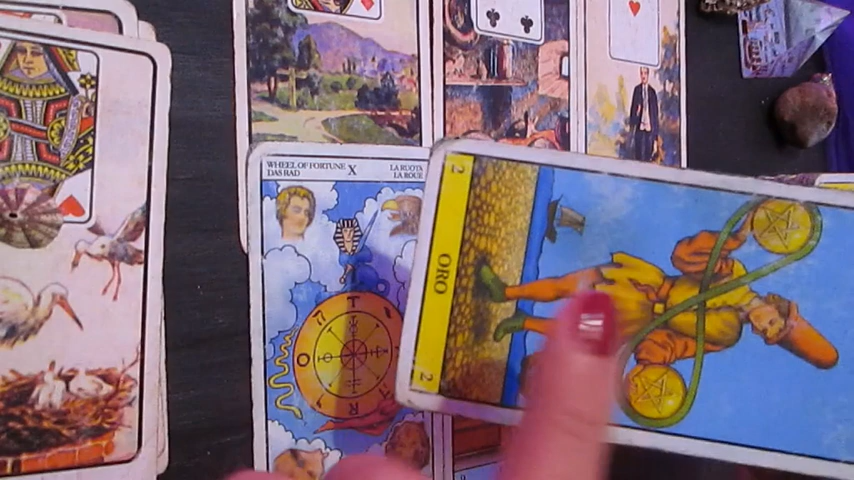 WHEEL OF FORTUNE X LA RUOTA
DAS RAD LA ROUE
2
ORO
2